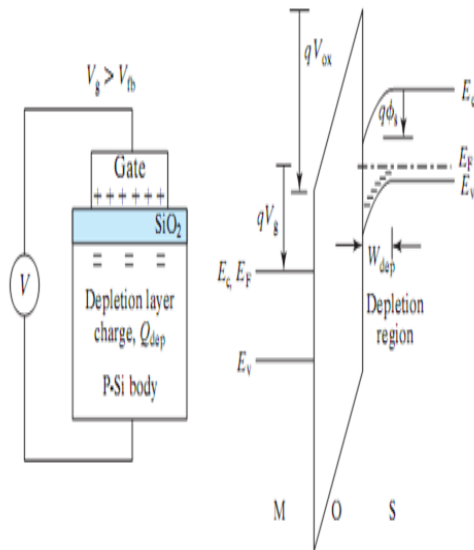 V_g > V_fb
Gate
+ + + + + +
SiO₂
V
Depletion layer
charge, Q_dep
P-Si body
qV_ox
qϕ_s
E_c
E_F
E_v
qV_g
W_dep
E_c, E_F
Depletion
region
E_v
M O S